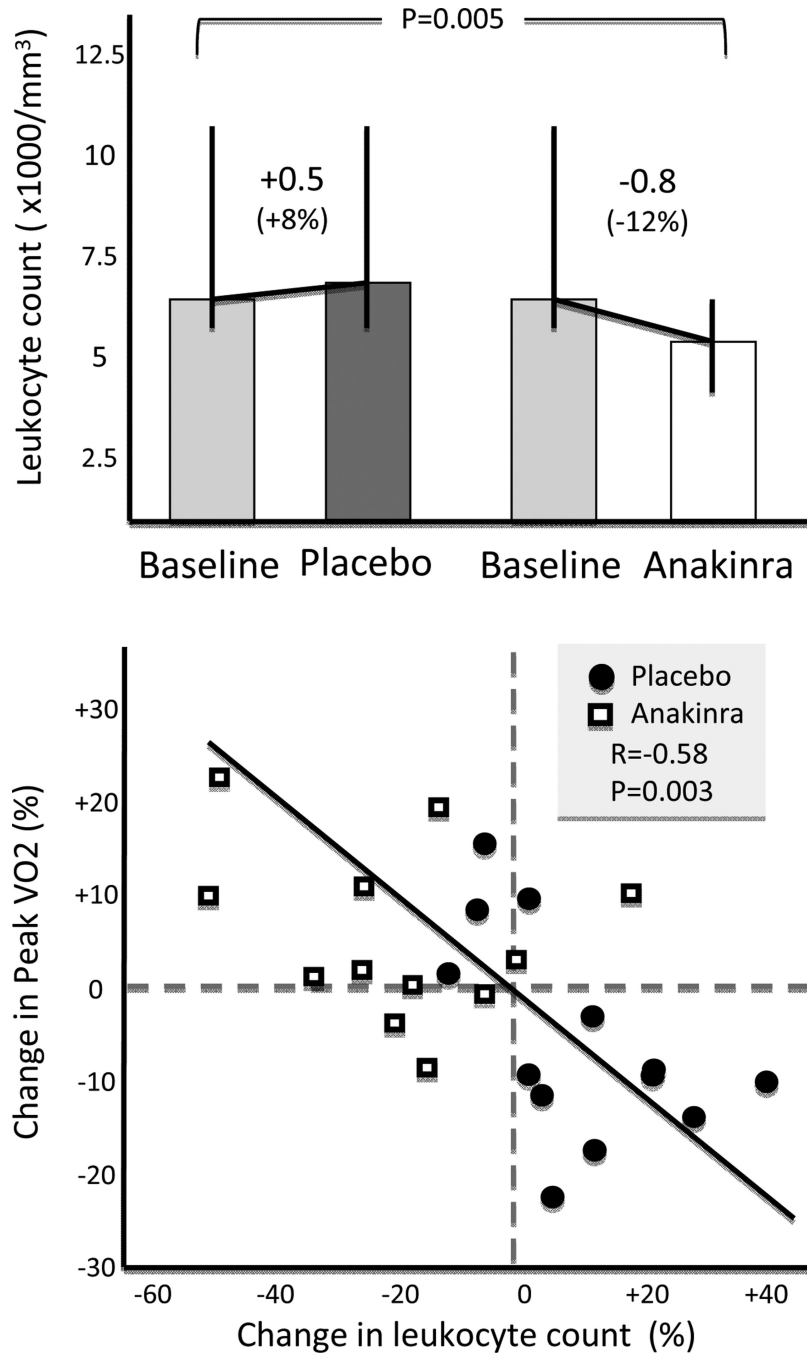 P=0.005
Leukocyte count ( x1000/mm³)
12.5
10
7.5
5
2.5
+0.5
(+8%)
-0.8
(-12%)
Baseline Placebo Baseline Anakinra
Change in Peak VO2 (%)
+30
+20
+10
0
-10
-20
-30
Placebo
Anakinra
R=-0.58
P=0.003
-60 -40 -20 0 +20 +40
Change in leukocyte count (%)